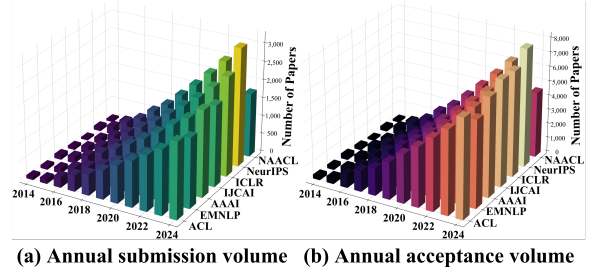 3,000
2,500
2,000
1,500
1,000
500
0
Number of Papers
2014
2016
2018
2020
2022
2024
ACL
EMNLP
AAAI
IJCAI
ICLR
NeurIPS
NAACL
8,000
7,000
6,000
5,000
4,000
3,000
2,000
1,000
0
Number of Papers
2014
2016
2018
2020
2022
2024
ACL
EMNLP
AAAI
IJCAI
ICLR
NeurIPS
NAACL
(a) Annual submission volume (b) Annual acceptance volume